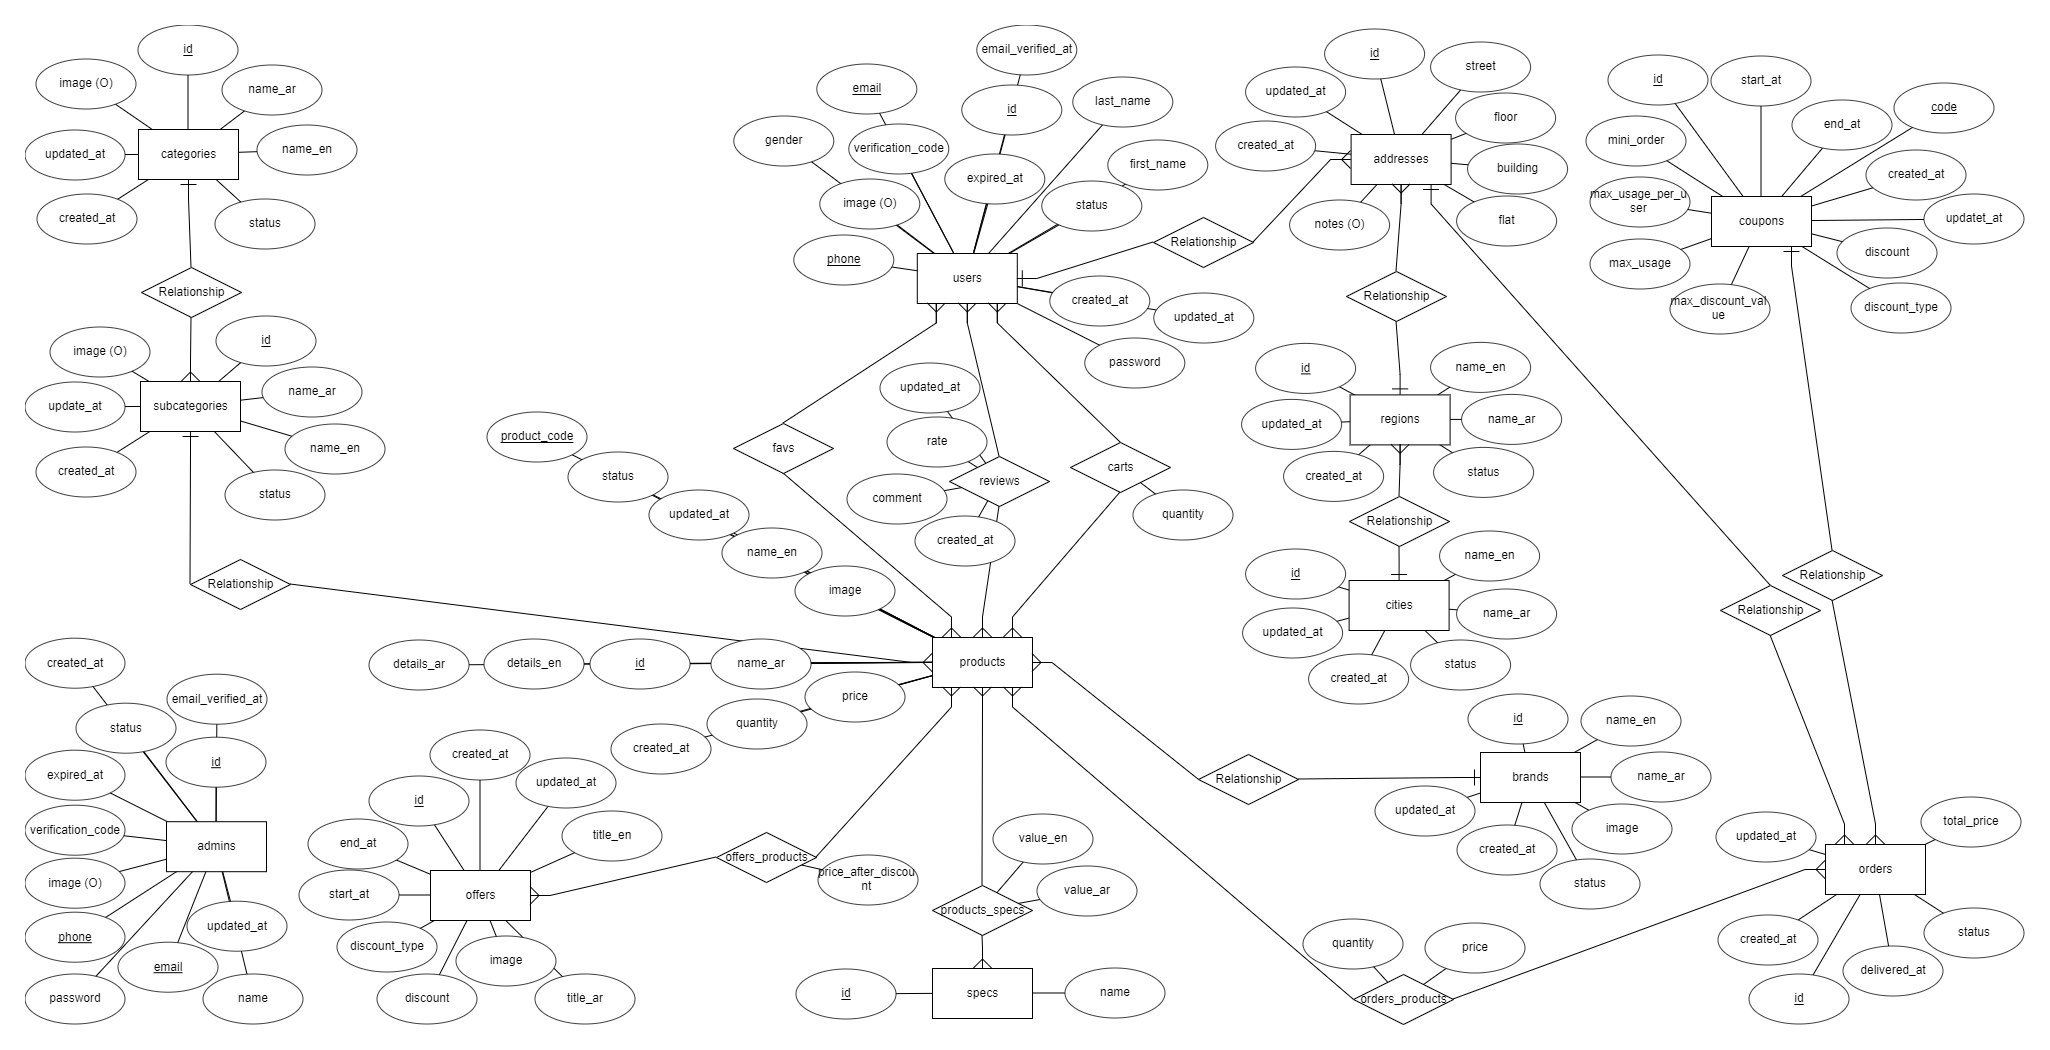 id
image (O)
name_ar
updated_at
categories
name_en
created_at
status
Relationship
image (O)
id
update_at
subcategories
name_ar
name_en
created_at
status
Relationship
email_verified_at
email
id
last_name
gender
verification_code
first_name
expired_at
image (O)
status
phone
users
created_at
updated_at
password
Relationship
id
street
updated_at
floor
created_at
addresses
building
notes (O)
flat
Relationship
id
name_en
updated_at
regions
name_ar
created_at
status
Relationship
id
name_en
updated_at
cities
name_ar
created_at
status
id
start_at
code
mini_order
end_at
created_at
max_usage_per_u
ser
coupons
updatet_at
max_usage
discount
max_discount_val
ue
discount_type
Relationship
Relationship
favs
updated_at
rate
reviews
comment
created_at
carts
quantity
product_code
status
updated_at
name_en
image
details_ar
details_en
id
name_ar
products
price
quantity
created_at
created_at
email_verified_at
status
id
expired_at
verification_code
admins
image (O)
phone
updated_at
email
password
name
created_at
id
updated_at
end_at
title_en
start_at
offers
discount_type
image
discount
title_ar
offers_products
price_after_discou
nt
value_en
value_ar
products_specs
id
specs
name
Relationship
id
name_en
brands
name_ar
updated_at
image
created_at
status
quantity
price
orders_products
total_price
updated_at
orders
created_at
status
delivered_at
id